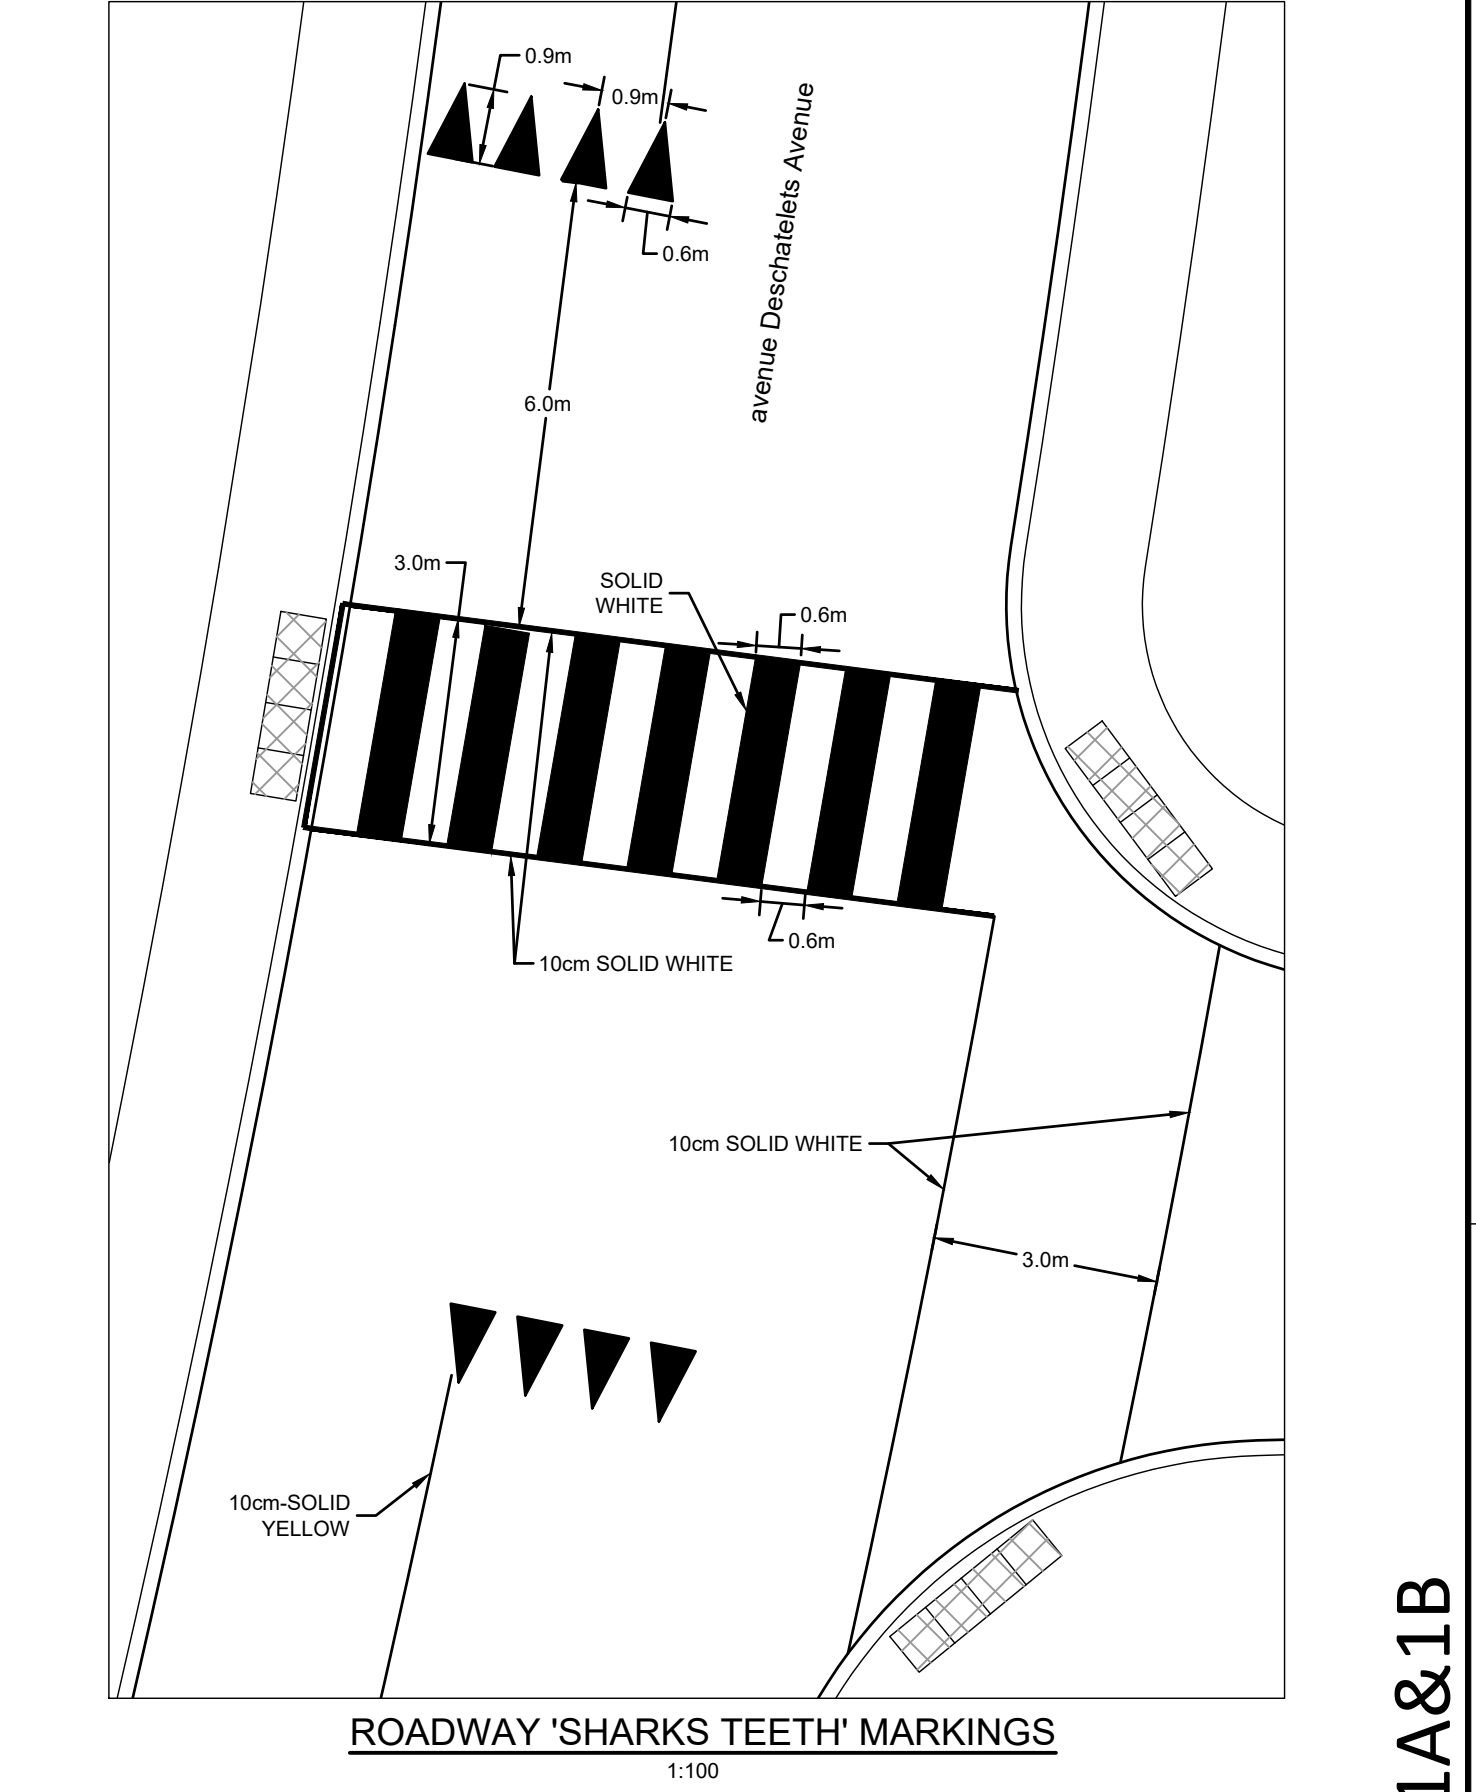 0.9m
0.9m
avenue Deschatelets Avenue
0.6m
6.0m
3.0m
SOLID
WHITE
0.6m
0.6m
10cm SOLID WHITE
10cm SOLID WHITE
3.0m
10cm-SOLID
YELLOW
ROADWAY 'SHARKS TEETH' MARKINGS
1:100
1A&1B